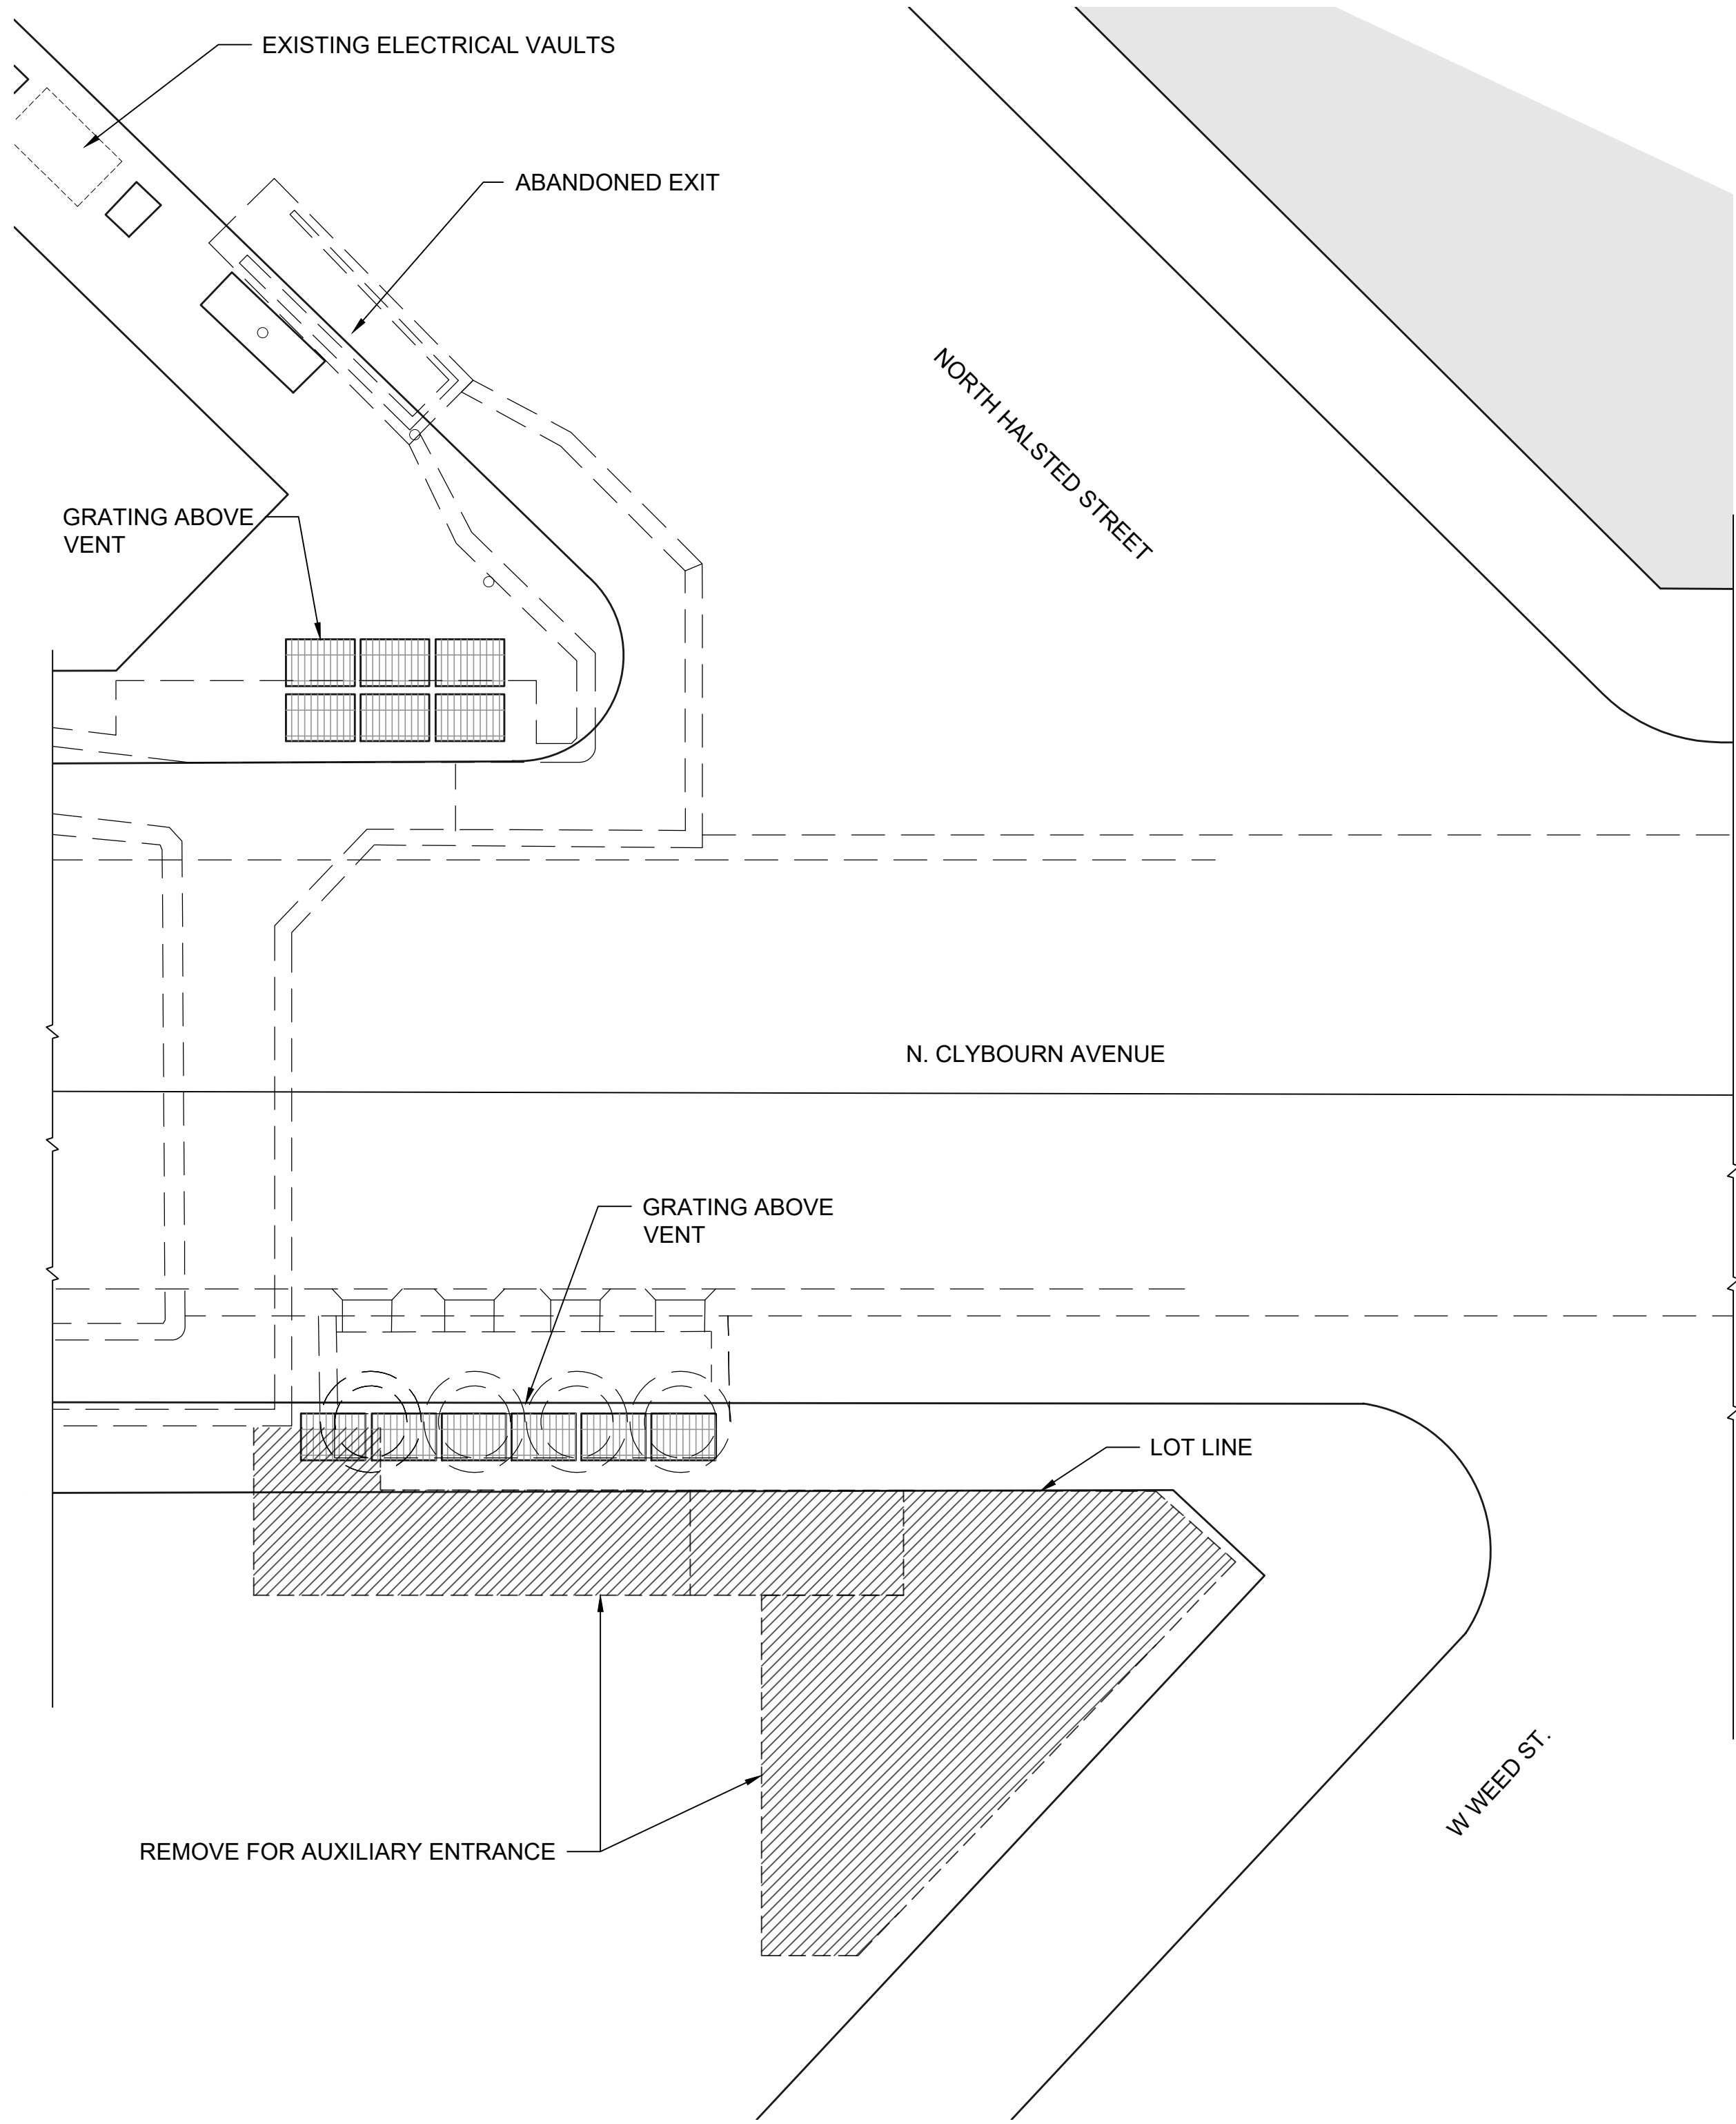 EXISTING ELECTRICAL VAULTS
ABANDONED EXIT
NORTH HALSTED STREET
GRATING ABOVE
VENT
N. CLYBOURN AVENUE
GRATING ABOVE
VENT
LOT LINE
W WEED ST.
REMOVE FOR AUXILIARY ENTRANCE